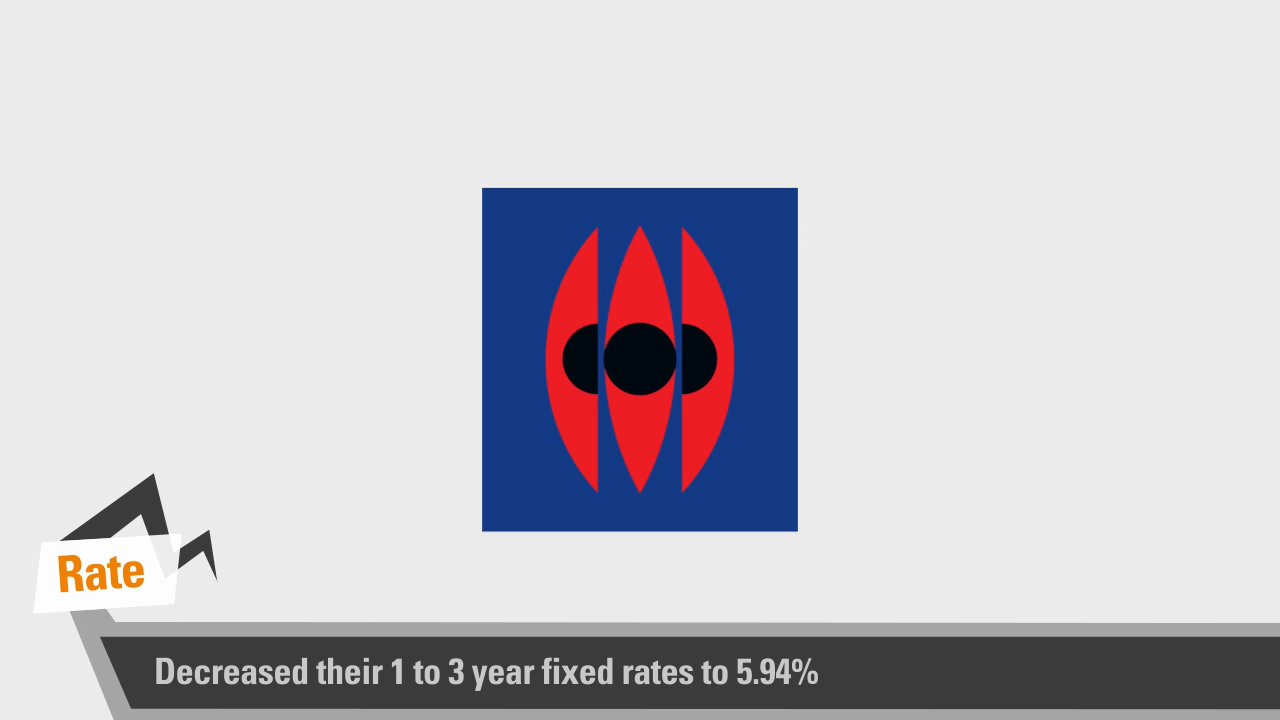 Rate
Decreased their 1 to 3 year fixed rates to 5.94%